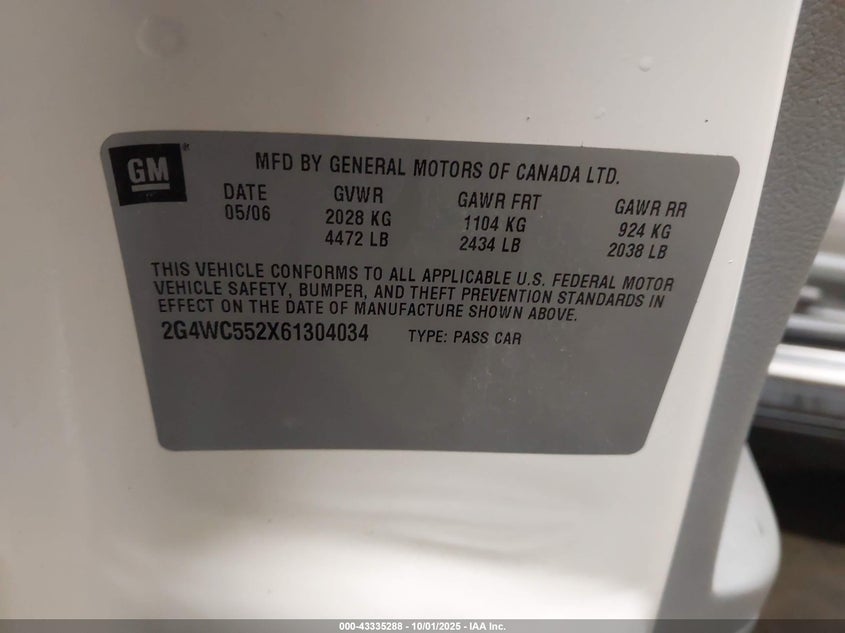 GM
MFD BY GENERAL MOTORS OF CANADA LTD.
DATE GVWR GAWR FRT GAWR RR
05/06 2028 KG 1104 KG 924 KG
4472 LB 2434 LB 2038 LB
THIS VEHICLE CONFORMS TO ALL APPLICABLE U.S. FEDERAL MOTOR
VEHICLE SAFETY, BUMPER, AND THEFT PREVENTION STANDARDS IN
EFFECT ON THE DATE OF MANUFACTURE SHOWN ABOVE.
2G4WC552X61304034 TYPE: PASS CAR
000-43335288 - 10/01/2025 - IAA Inc.